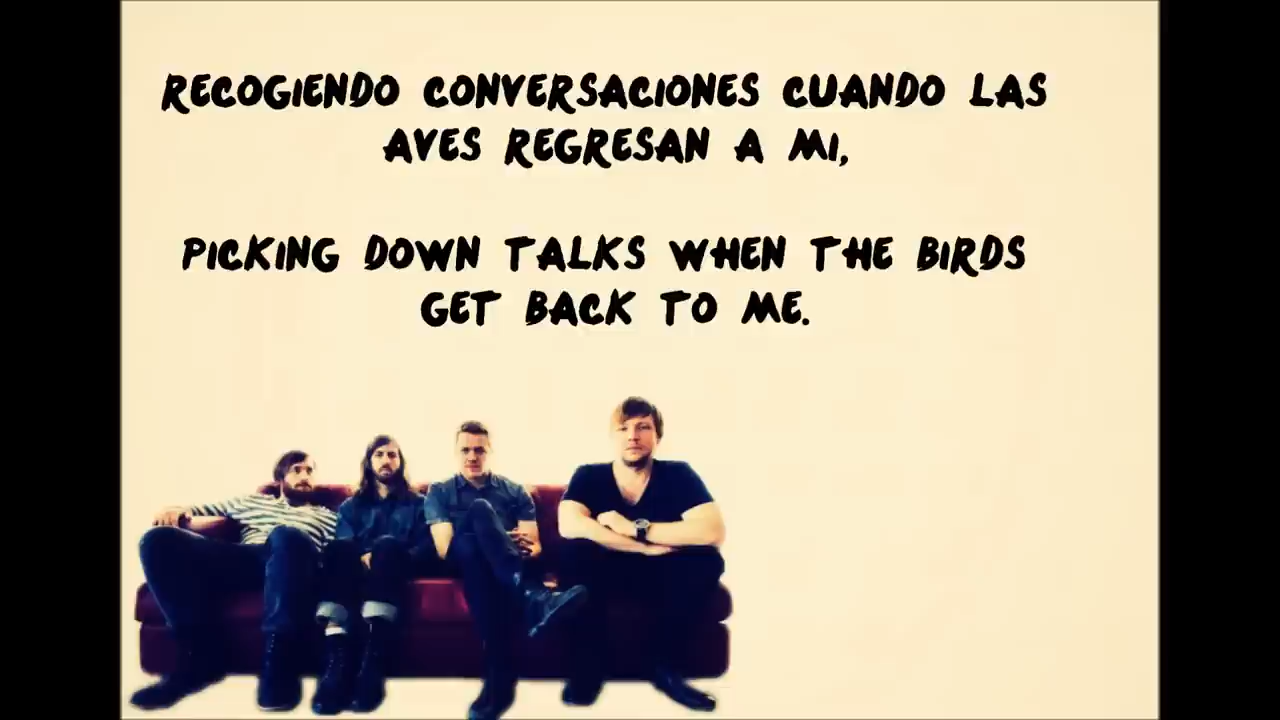 RECOGIENDO CONVERSACIONES CUANDO LAS
AVES REGRESAN A MI,
PICKING DOWN TALKS WHEN THE BIRDS
GET BACK TO ME.